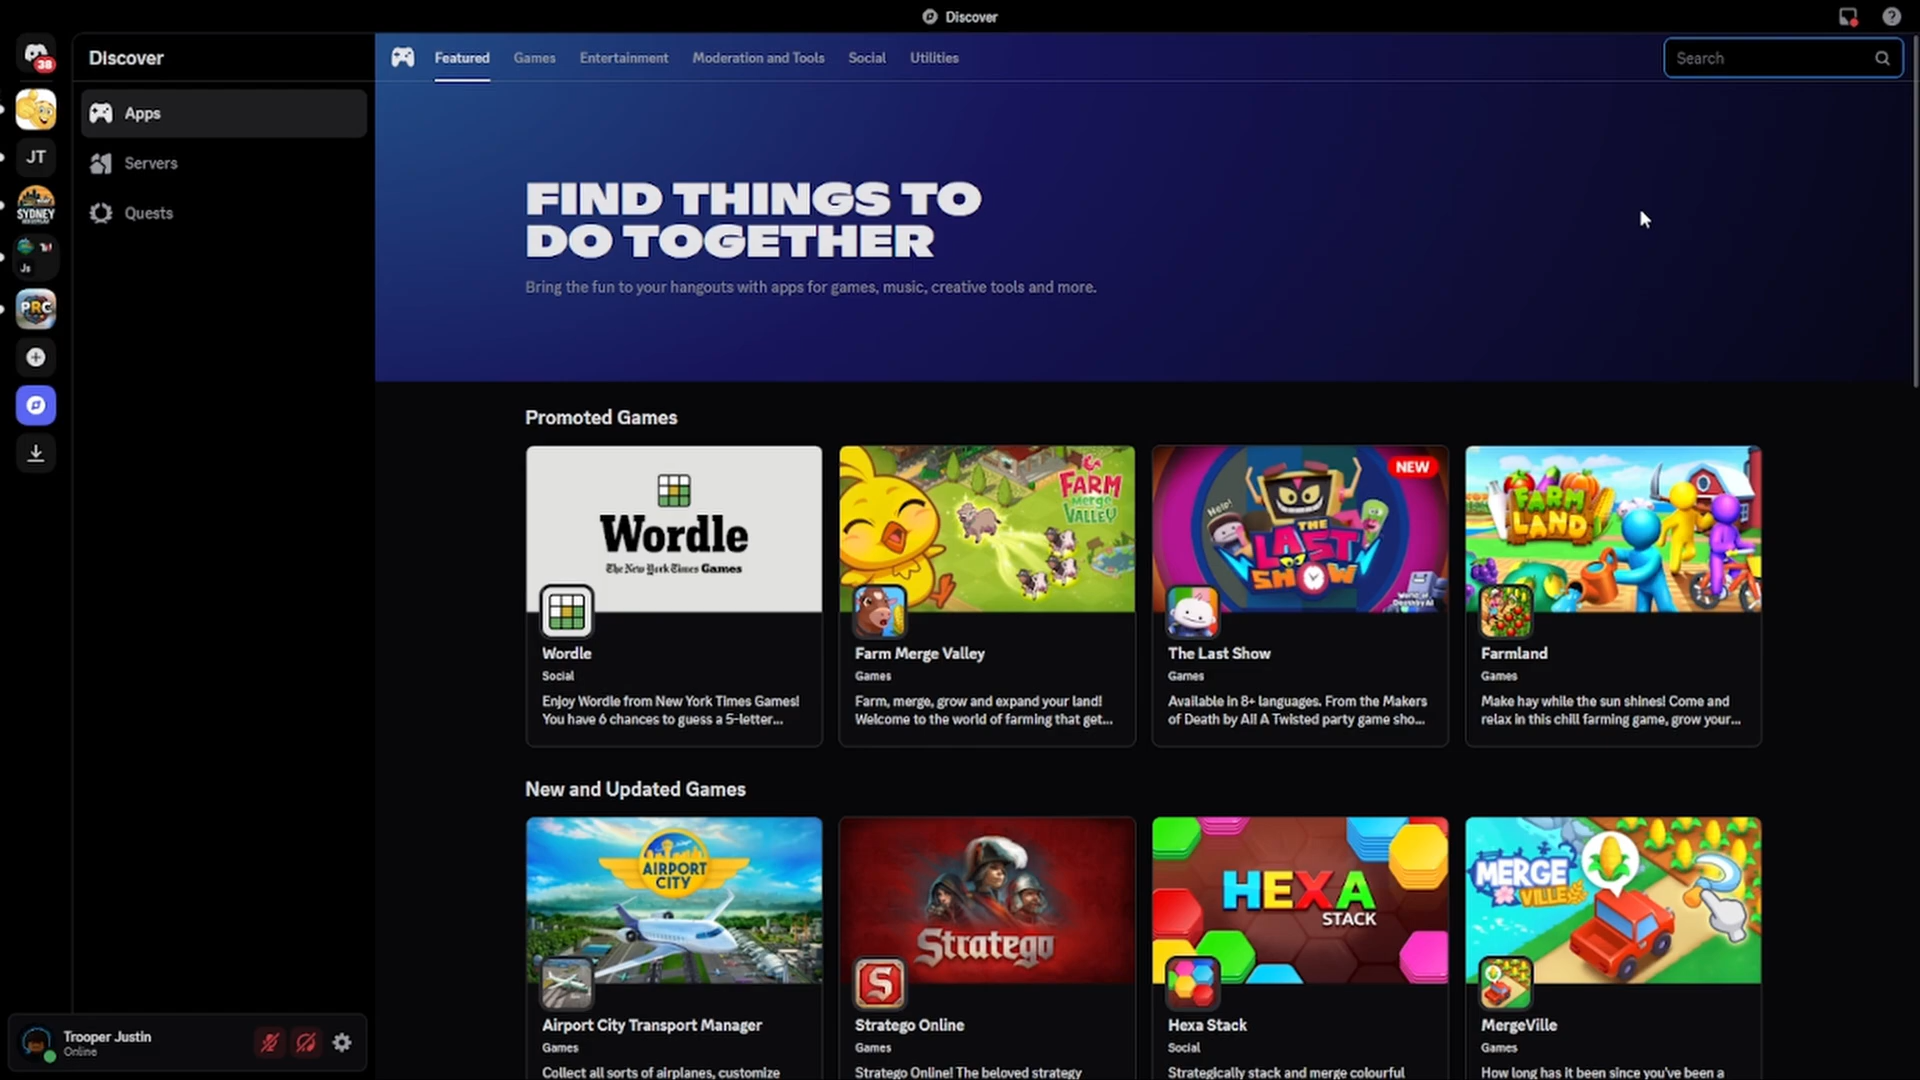 Discover
38
JT
SYDNEY
Js
PRC
Discover
Apps
Servers
Quests
Trooper Justin
Online
Featured
Games
Entertainment
Moderation and Tools
Social
Utilities
Search
FIND THINGS TO
DO TOGETHER
Bring the fun to your hangouts with apps for games, music, creative tools and more.
Promoted Games
Wordle
The New York Times Games
Wordle
Social
Enjoy Wordle from New York Times Games!
You have 6 chances to guess a 5-letter...
FARM
Merge
VALLEY
Farm Merge Valley
Games
Farm, merge, grow and expand your land!
Welcome to the world of farming that get...
NEW
Help!
THE
LAST
SHOW
The Last Show
Games
Available in 8+ languages. From the Makers
of Death by AI! A Twisted party game sho...
FARM
LAND
Farmland
Games
Make hay while the sun shines! Come and
relax in this chill farming game, grow your...
New and Updated Games
AIRPORT
CITY
Airport City Transport Manager
Games
Collect all sorts of airplanes, customize
Stratego
S
Stratego Online
Games
Stratego Online! The beloved strategy
HEXA
STACK
Hexa Stack
Social
Strategically stack and merge colourful
MERGE
VILLE
MergeVille
Games
How long has it been since you've been a